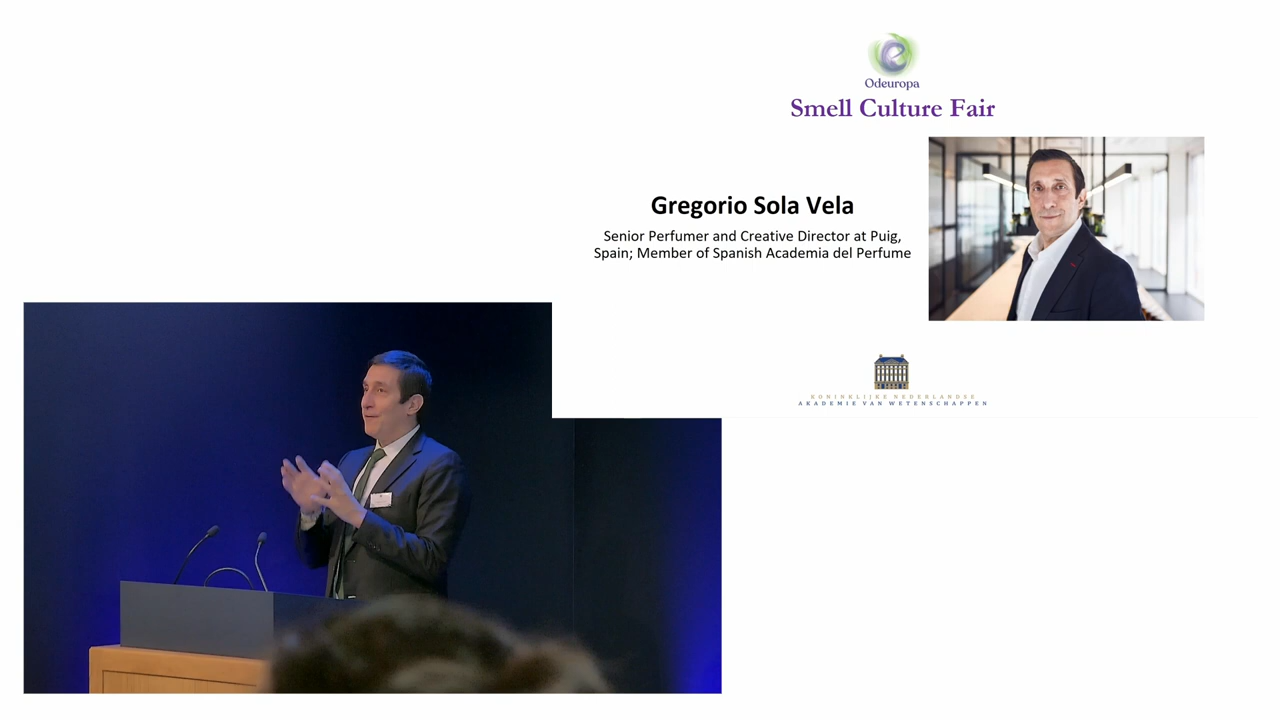 Odeuropa
Smell Culture Fair
Gregorio Sola Vela
Senior Perfumer and Creative Director at Puig,
Spain; Member of Spanish Academia del Perfume
KONINKLIJKE NEDERLANDSE
AKADEMIE VAN WETENSCHAPPEN